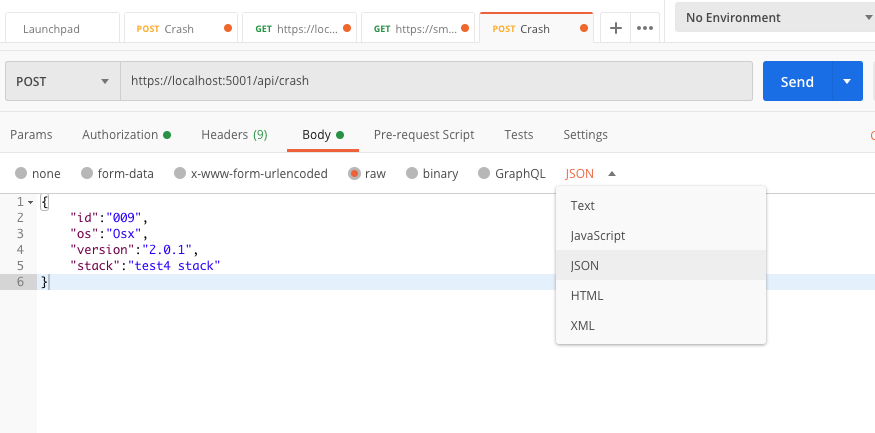 Launchpad POST Crash GET https://loc... GET https://sm... POST Crash + ••• No Environment
POST https://localhost:5001/api/crash Send
Params Authorization Headers (9) Body Pre-request Script Tests Settings
none form-data x-www-form-urlencoded raw binary GraphQL JSON
Text
JavaScript
JSON
HTML
XML
1 {
2 "id":"009",
3 "os":"Osx",
4 "version":"2.0.1",
5 "stack":"test4 stack"
6 }